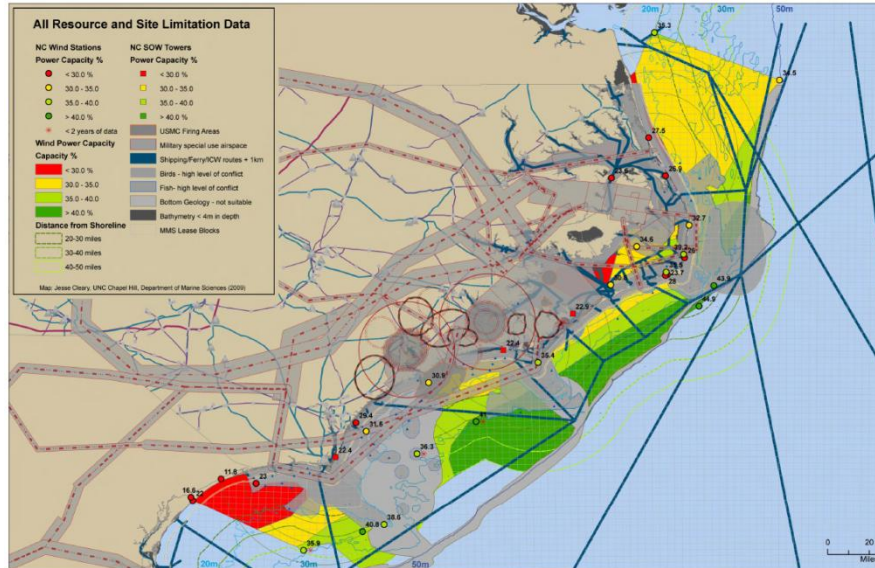 All Resource and Site Limitation Data
NC Wind Stations
Power Capacity %
< 30.0 %
30.0 - 35.0
35.0 - 40.0
> 40.0 %
< 2 years of data
Wind Power Capacity
Capacity %
< 30.0 %
30.0 - 35.0
35.0 - 40.0
> 40.0 %
Distance from Shoreline
20-30 miles
30-40 miles
40-50 miles
NC SOW Towers
Power Capacity %
< 30.0 %
30.0 - 35.0
35.0 - 40.0
> 40.0 %
USMC Firing Areas
Military special use airspace
Shipping/Ferry/ICW routes + 1km
Birds - high level of conflict
Fish- high level of conflict
Bottom Geology - not suitable
Bathymetry < 4m in depth
MMS Lease Blocks
Map: Jesse Cleary, UNC Chapel Hill, Department of Marine Sciences (2009)
20m 30m 50m
27.5
32.7
34.6
23.7
28
43.9
44.9
22.9
22.4
35.4
30.9
41
31.5
36.3
22.4
11.8
23
16.6
22
40.8
38.6
35.9
20m 30m 50m
0 20
Miles